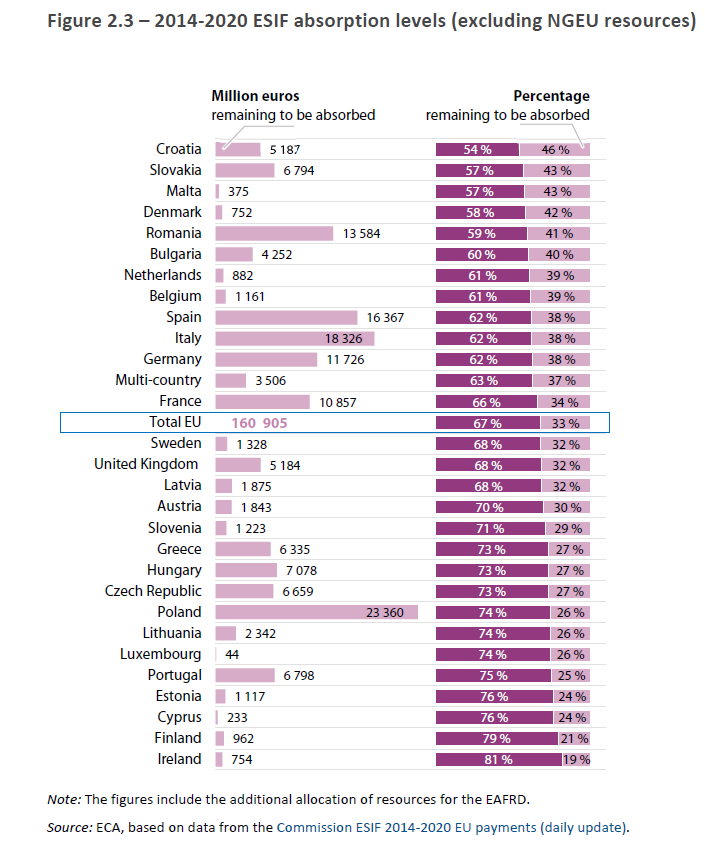 Figure 2.3 – 2014-2020 ESIF absorption levels (excluding NGEU resources)
Million euros Percentage
remaining to be absorbed remaining to be absorbed
Croatia 5 187 54 % 46 %
Slovakia 6 794 57 % 43 %
Malta 375 57 % 43 %
Denmark 752 58 % 42 %
Romania 13 584 59 % 41 %
Bulgaria 4 252 60 % 40 %
Netherlands 882 61 % 39 %
Belgium 1 161 61 % 39 %
Spain 16 367 62 % 38 %
Italy 18 326 62 % 38 %
Germany 11 726 62 % 38 %
Multi-country 3 506 63 % 37 %
France 10 857 66 % 34 %
Total EU 160 905 67 % 33 %
Sweden 1 328 68 % 32 %
United Kingdom 5 184 68 % 32 %
Latvia 1 875 68 % 32 %
Austria 1 843 70 % 30 %
Slovenia 1 223 71 % 29 %
Greece 6 335 73 % 27 %
Hungary 7 078 73 % 27 %
Czech Republic 6 659 73 % 27 %
Poland 23 360 74 % 26 %
Lithuania 2 342 74 % 26 %
Luxembourg 44 74 % 26 %
Portugal 6 798 75 % 25 %
Estonia 1 117 76 % 24 %
Cyprus 233 76 % 24 %
Finland 962 79 % 21 %
Ireland 754 81 % 19 %
Note: The figures include the additional allocation of resources for the EAFRD.
Source: ECA, based on data from the Commission ESIF 2014-2020 EU payments (daily update).